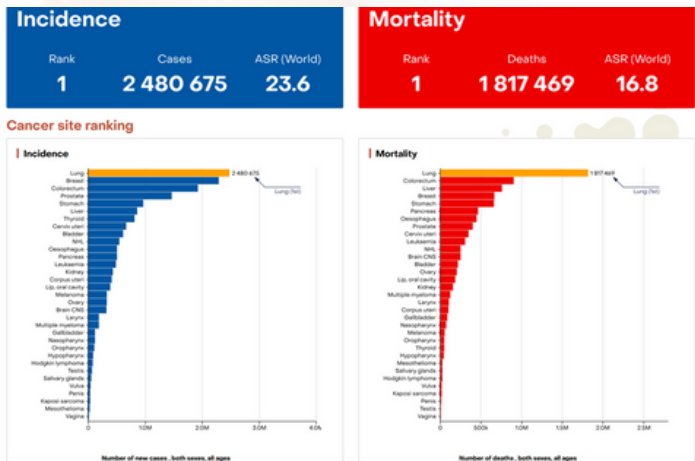 Incidence
Rank Cases ASR (World)
1 2 480 675 23.6
Mortality
Rank Deaths ASR (World)
1 1 817 469 16.8
Cancer site ranking
Incidence
Lung 2 480 675
Lung (1st)
Breast
Colorectum
Prostate
Stomach
Liver
Thyroid
Cervix uteri
Bladder
NHL
Oesophagus
Pancreas
Leukaemia
Kidney
Corpus uteri
Lip, oral cavity
Melanoma
Ovary
Brain CNS
Larynx
Multiple myeloma
Gallbladder
Nasopharynx
Oropharynx
Hypopharynx
Hodgkin lymphoma
Testis
Salivary glands
Vulva
Penis
Kaposi sarcoma
Mesothelioma
Vagina
0 1.0M 2.0M 3.0M 4.0M
Number of new cases , both sexes, all ages
Mortality
Lung 1 817 469
Lung (1st)
Colorectum
Liver
Breast
Stomach
Pancreas
Oesophagus
Prostate
Cervix uteri
Leukaemia
NHL
Brain CNS
Bladder
Ovary
Lip, oral cavity
Kidney
Multiple myeloma
Larynx
Corpus uteri
Gallbladder
Nasopharynx
Melanoma
Oropharynx
Thyroid
Hypopharynx
Mesothelioma
Salivary glands
Hodgkin lymphoma
Vulva
Kaposi sarcoma
Penis
Testis
Vagina
0 500k 1.0M 1.5M 2.0M 2.5M
Number of deaths , both sexes, all ages